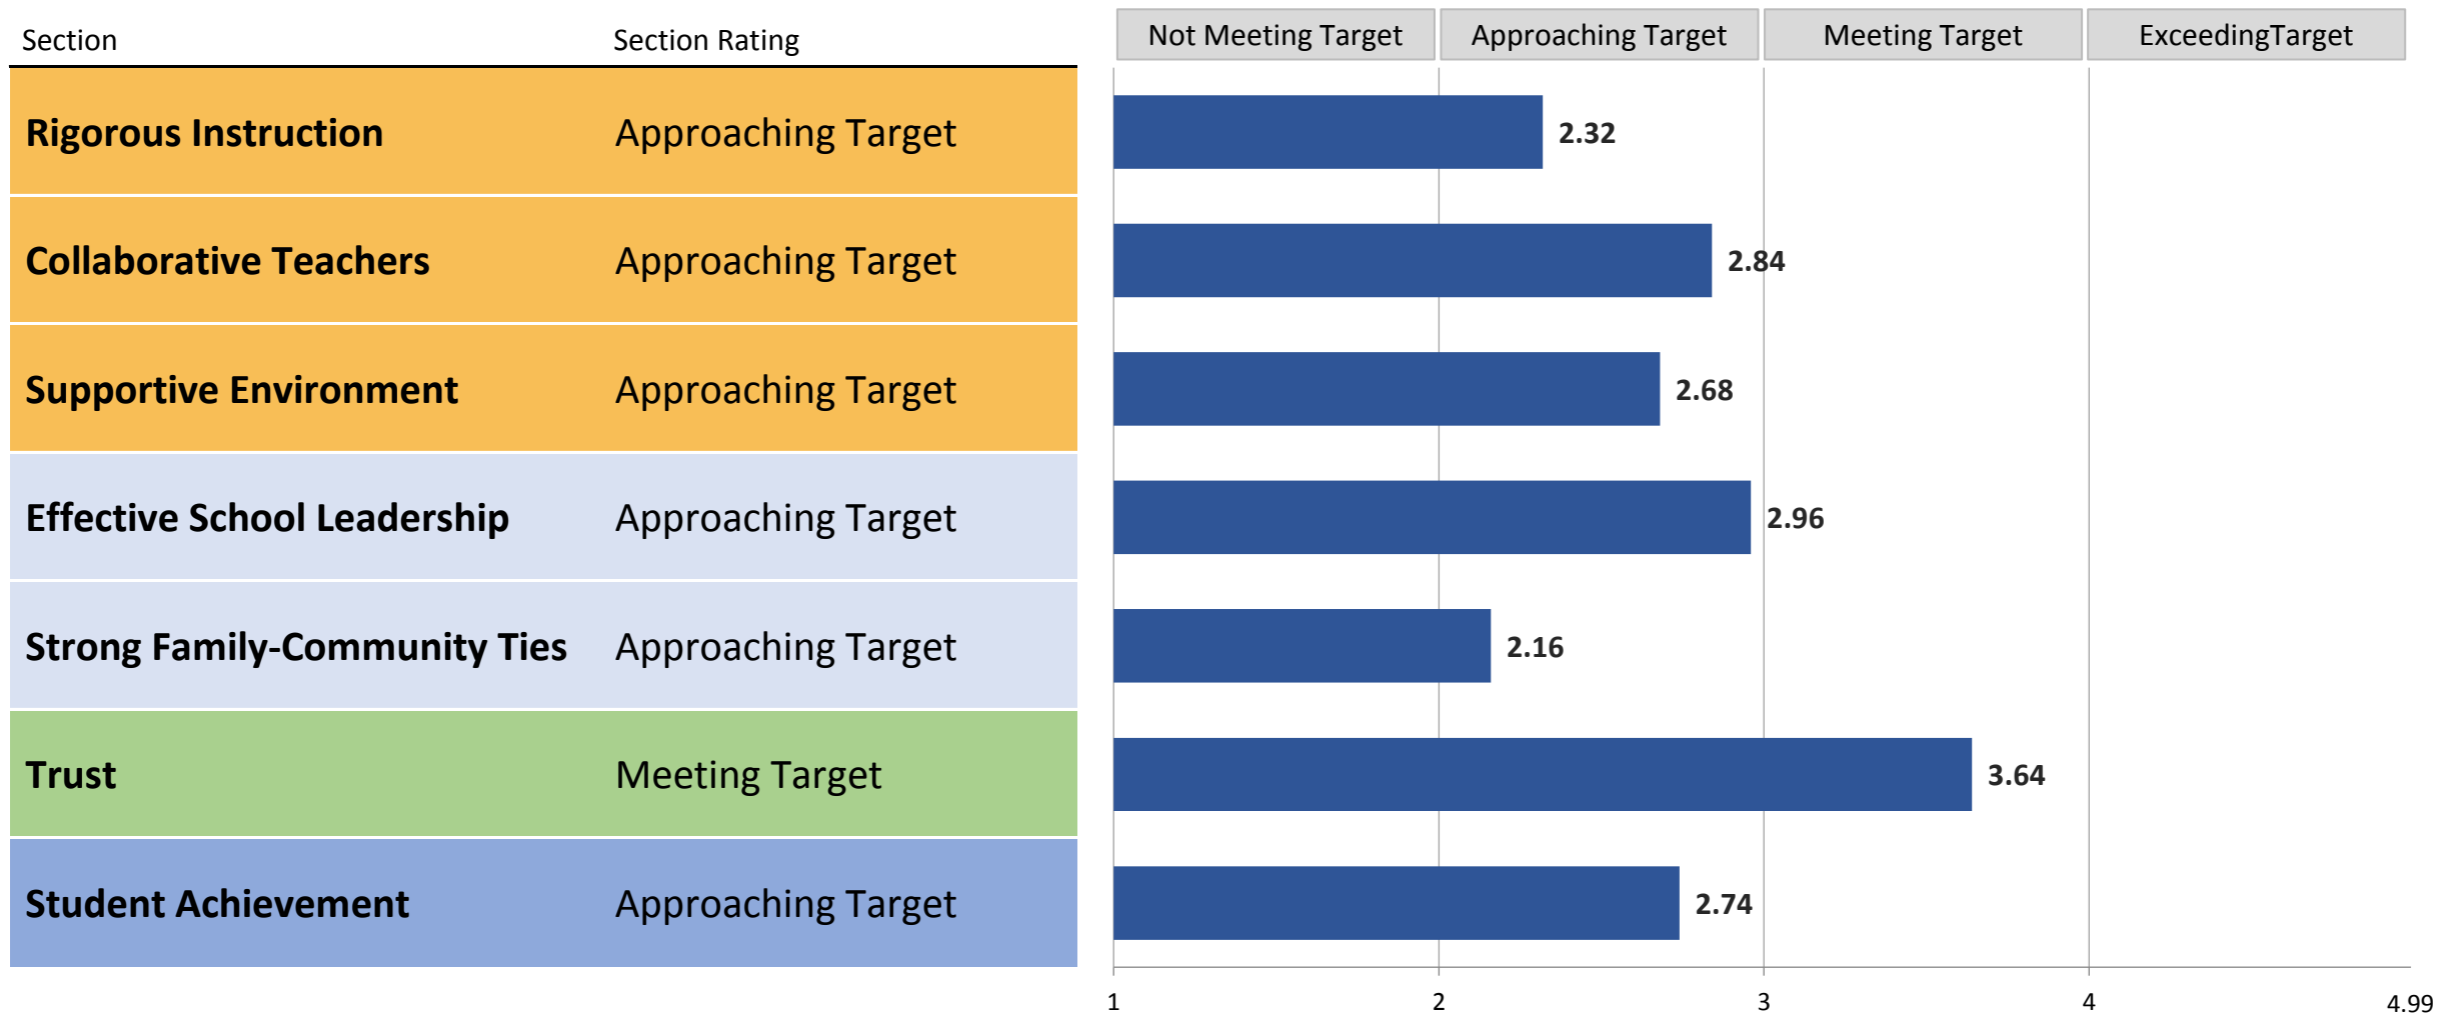 Section Section Rating Not Meeting Target Approaching Target Meeting Target ExceedingTarget
Rigorous Instruction Approaching Target 2.32
Collaborative Teachers Approaching Target 2.84
Supportive Environment Approaching Target 2.68
Effective School Leadership Approaching Target 2.96
Strong Family-Community Ties Approaching Target 2.16
Trust Meeting Target 3.64
Student Achievement Approaching Target 2.74
1 2 3 4 4.99